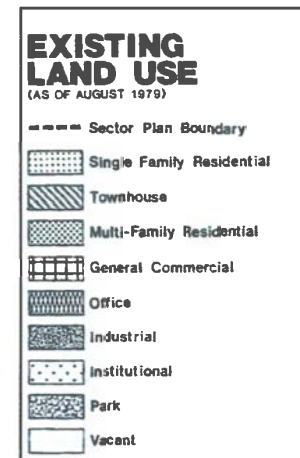 EXISTING
LAND USE
(AS OF AUGUST 1979)
Sector Plan Boundary
Single Family Residential
Townhouse
Multi-Family Residential
General Commercial
Office
Industrial
Institutional
Park
Vacant